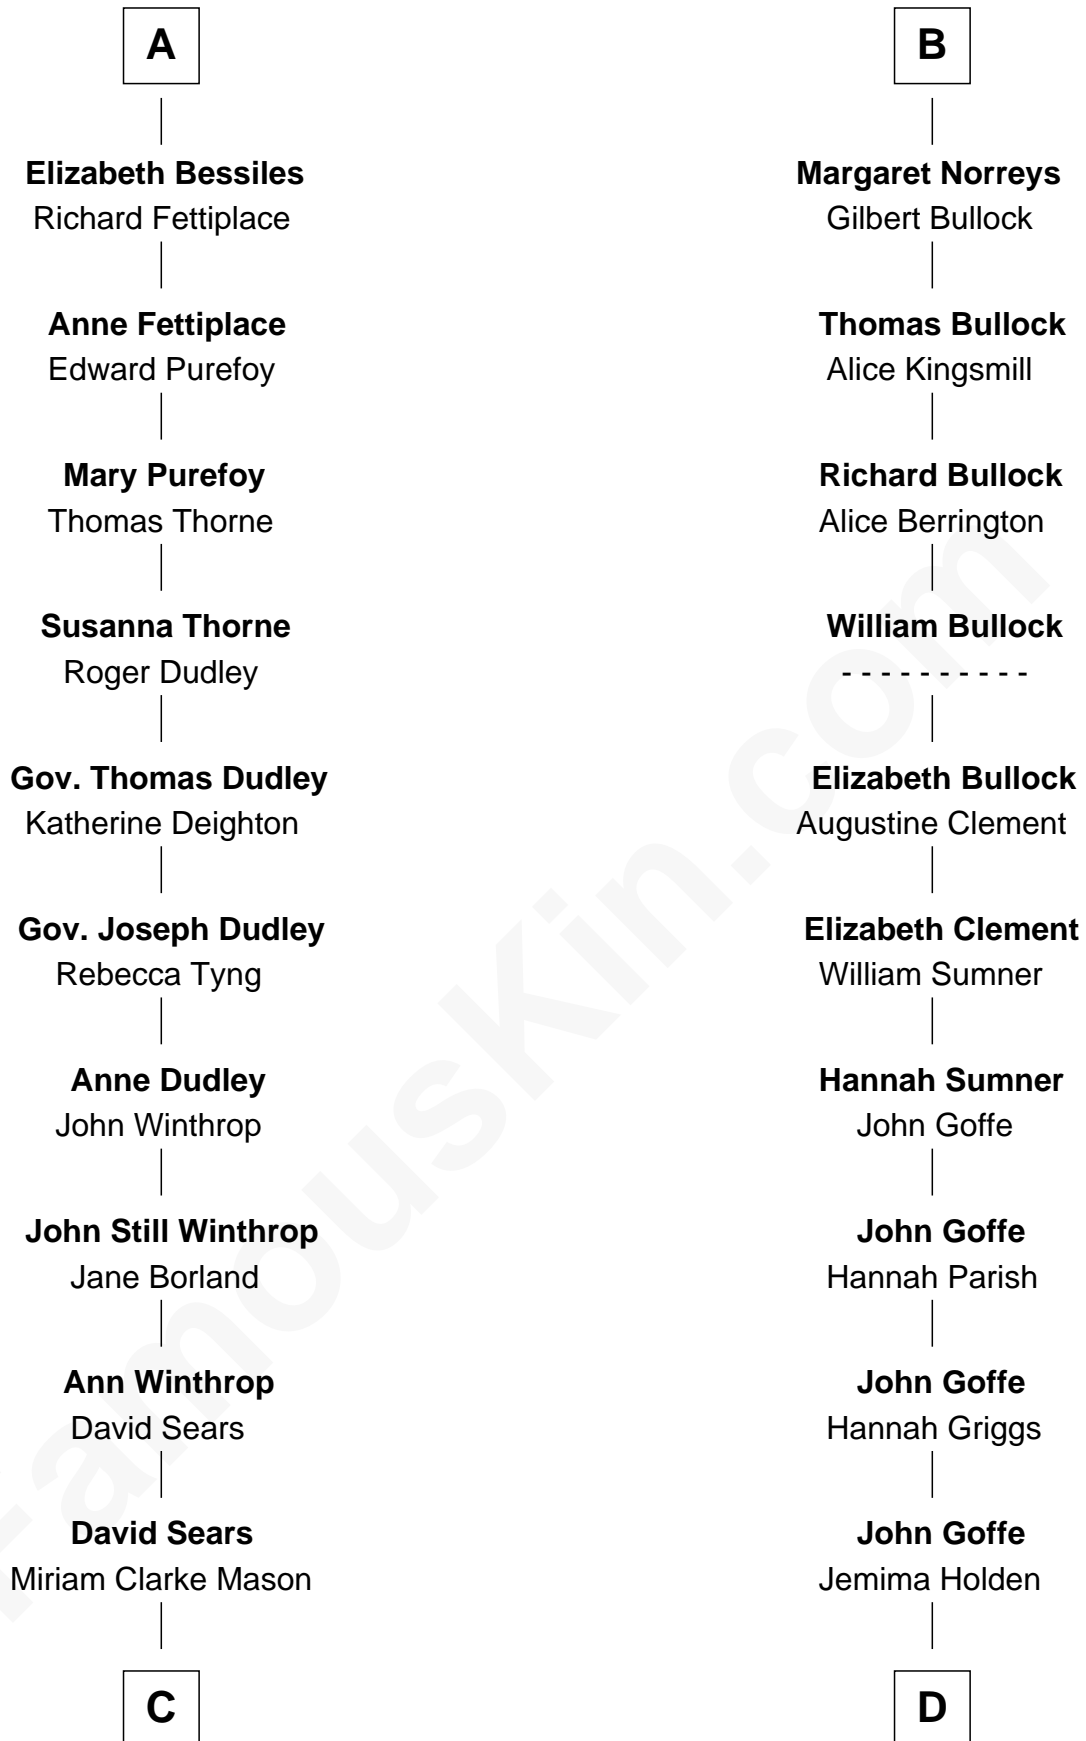 A
Elizabeth Bessiles
Richard Fettiplace
Anne Fettiplace
Edward Purefoy
Mary Purefoy
Thomas Thorne
Susanna Thorne
Roger Dudley
Gov. Thomas Dudley
Katherine Deighton
Gov. Joseph Dudley
Rebecca Tyng
Anne Dudley
John Winthrop
John Still Winthrop
Jane Borland
Ann Winthrop
David Sears
David Sears
Miriam Clarke Mason
C
B
Margaret Norreys
Gilbert Bullock
Thomas Bullock
Alice Kingsmill
Richard Bullock
Alice Berrington
William Bullock
- - - - - - - - - -
Elizabeth Bullock
Augustine Clement
Elizabeth Clement
William Sumner
Hannah Sumner
John Goffe
John Goffe
Hannah Parish
John Goffe
Hannah Griggs
John Goffe
Jemima Holden
D
FamousKin.com